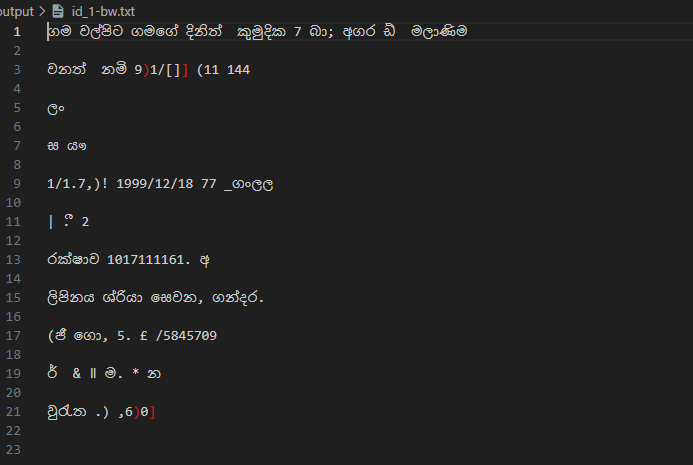 output > id_1-bw.txt
1 ගම වල්පිට ගමගේ දිනිත් කුමුදික 7 බා; අගර ඩී මලාණිම
2
3 වනත් නමි 9)1/[]] (11 144
4
5 ලං
6
7 ස යෟ
8
9 1/1.7,)! 1999/12/18 77 _ගංලල
10
11 | ී. 2
12
13 රක්ෂාව 1017111161. අ
14
15 ලිපිනය ශ්රියා සෙවන, ගන්දර.
16
17 (ජී ගො, 5. £ /5845709
18
19 ර් & ॥ ම. * න
20
21 වුරැත .) ,6)0]
22
23